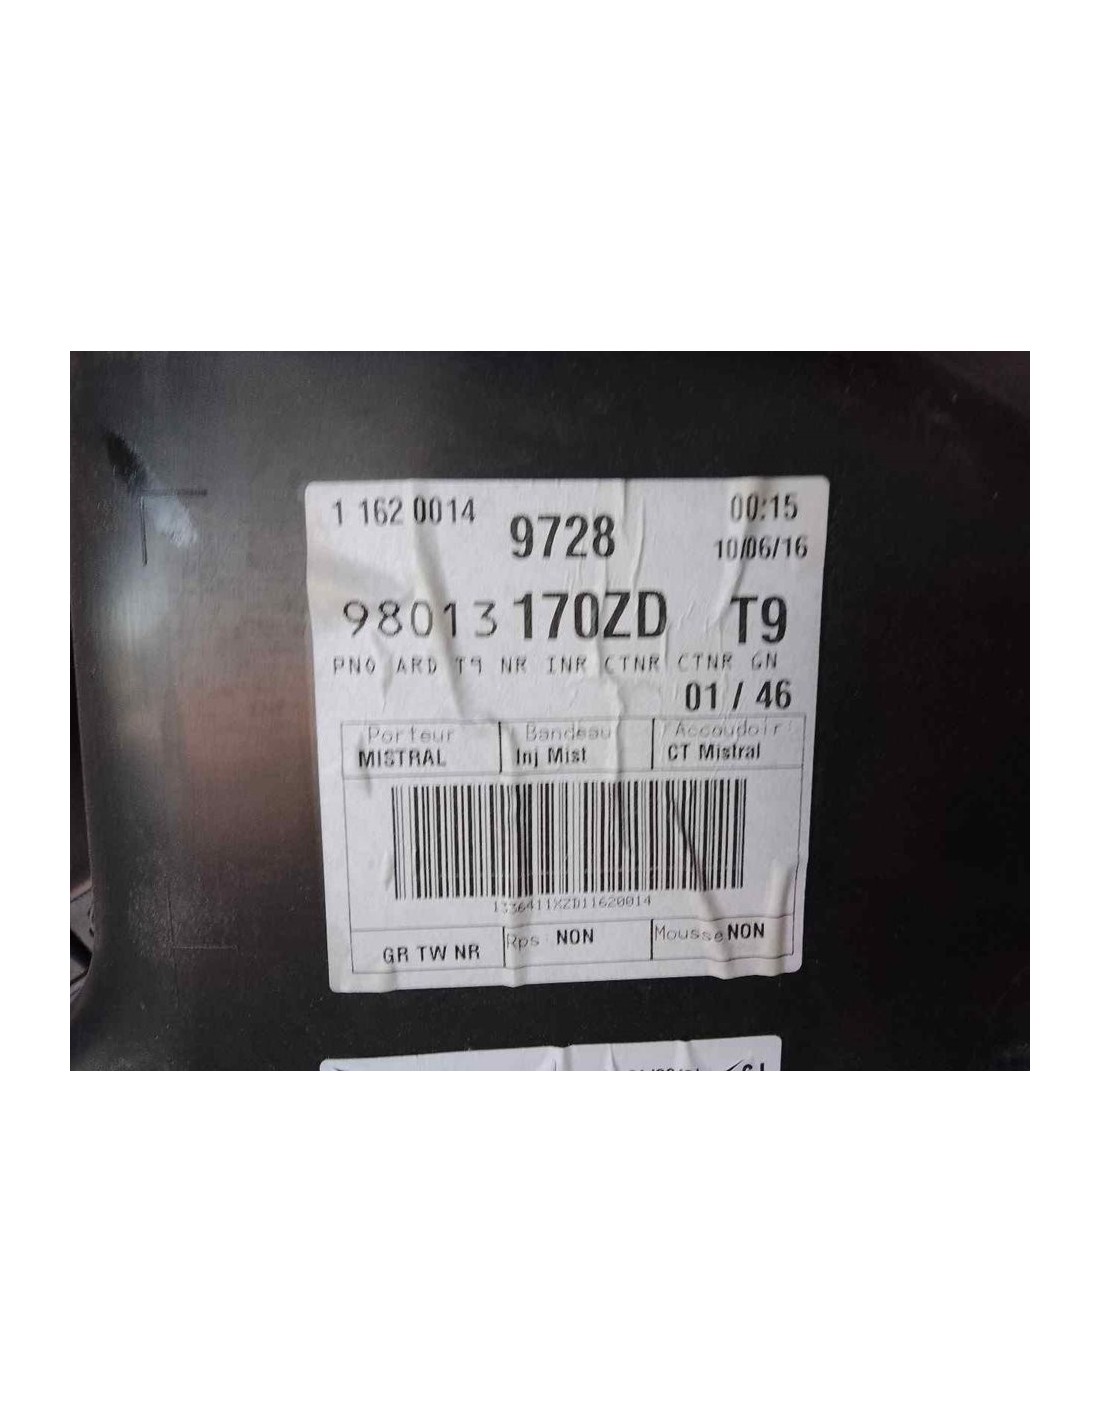 1 162 0014
9728
00:15
10/06/16
98013 170ZD T9
PNO ARD T9 NR INR CTNR CTNR GN
01 / 46
Porteur Bandeau Accoudoir
MISTRAL Inj Mist CT Mistral
1336411XZD11620014
GR TW NR Rps NON Mousse NON